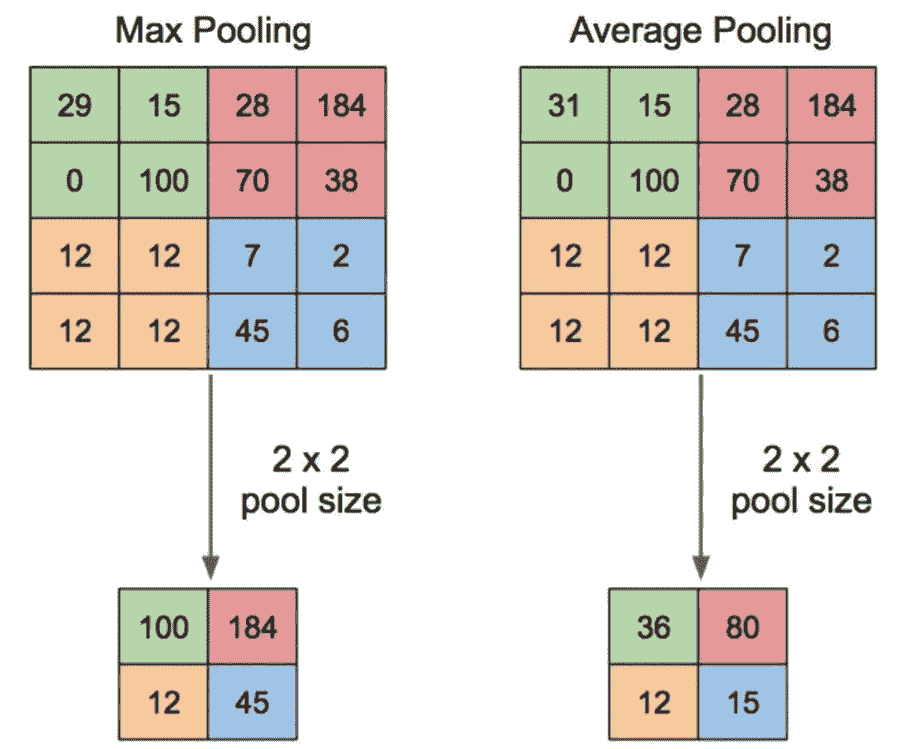 Max Pooling
29 15 28 184
0 100 70 38
12 12 7 2
12 12 45 6
2 x 2
pool size
100 184
12 45
Average Pooling
31 15 28 184
0 100 70 38
12 12 7 2
12 12 45 6
2 x 2
pool size
36 80
12 15